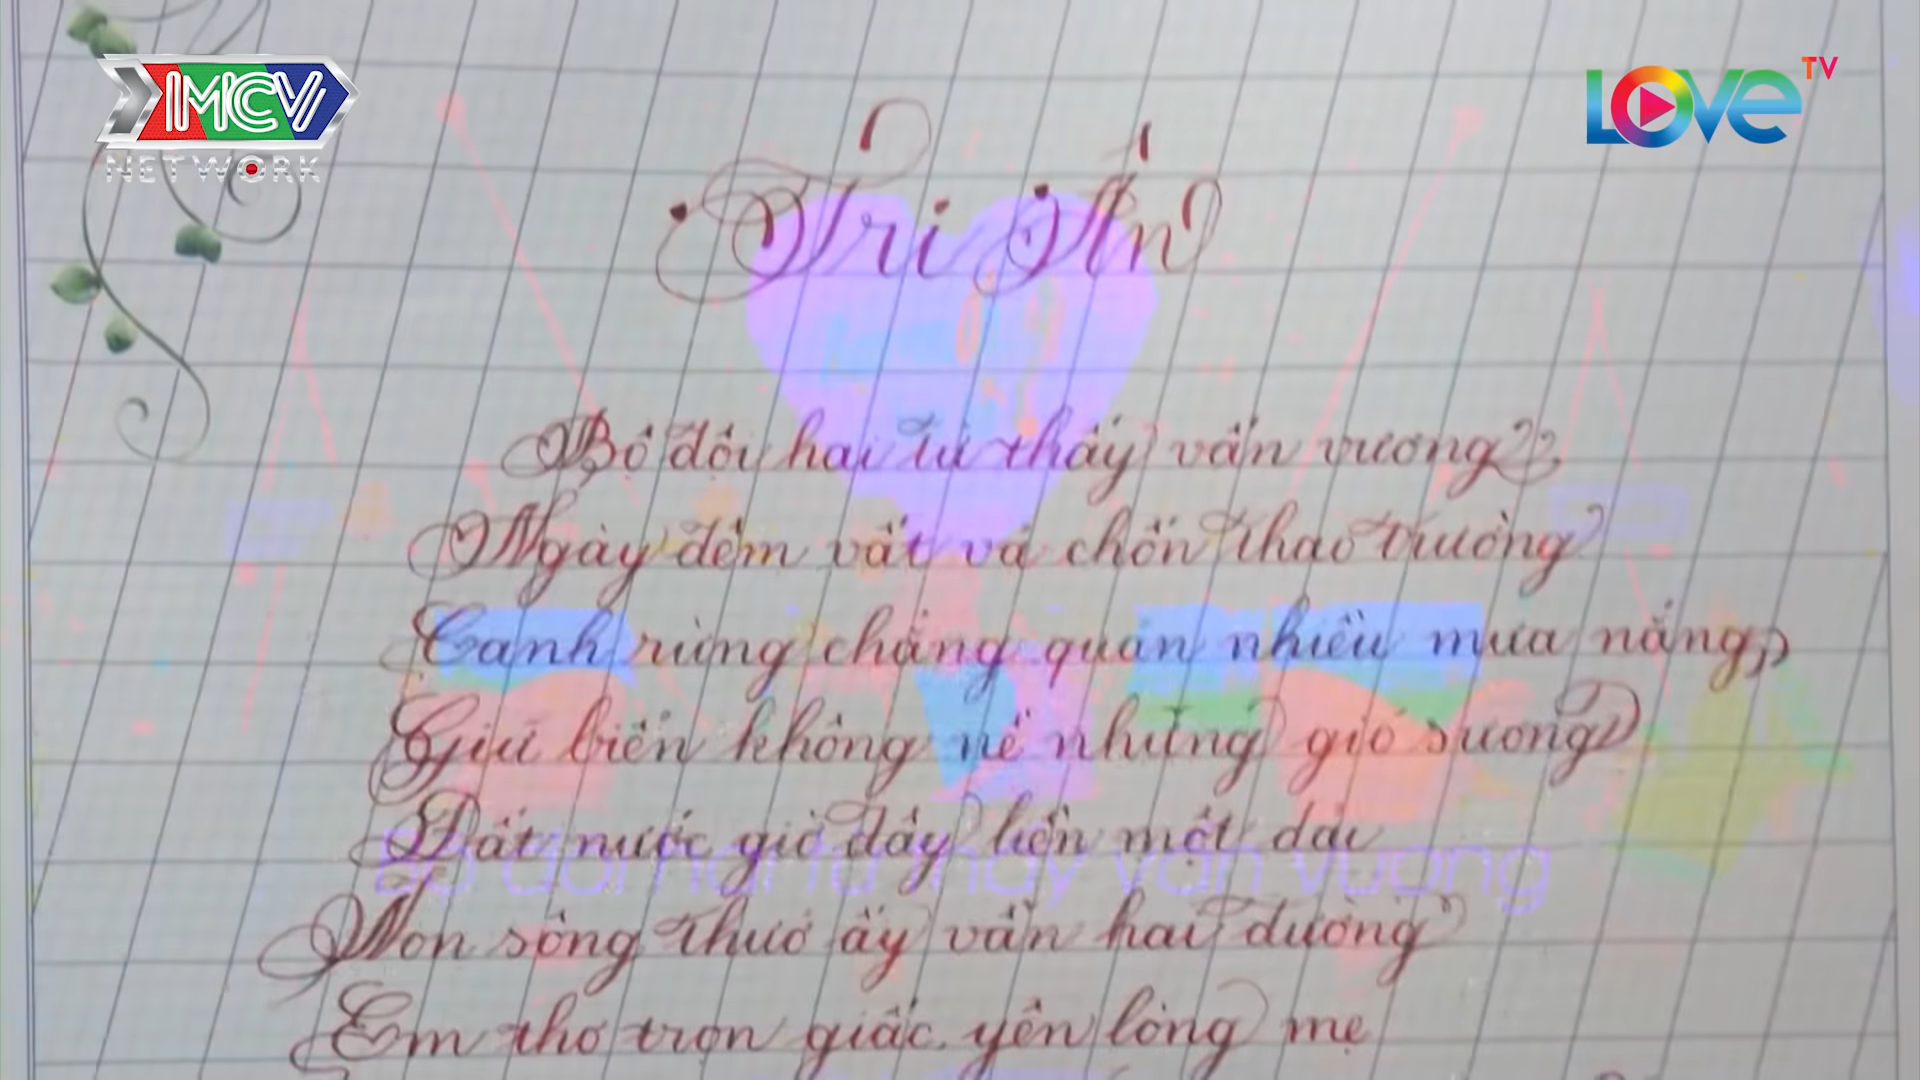 MCV
NETWORK
LOVE TV
Tri Ân
Bộ đội hai từ thấy vấn vương
Ngày đêm vất vả chốn thao trường
Canh rừng chẳng quản nhiều mưa nắng
Giữ biển không nề những gió sương
Đất nước giờ đây liền một dải
Bộ đội hai từ thấy vấn vương
Non sông thuở ấy vẫn hai đường
Em thơ trọn giấc, yên lòng mẹ